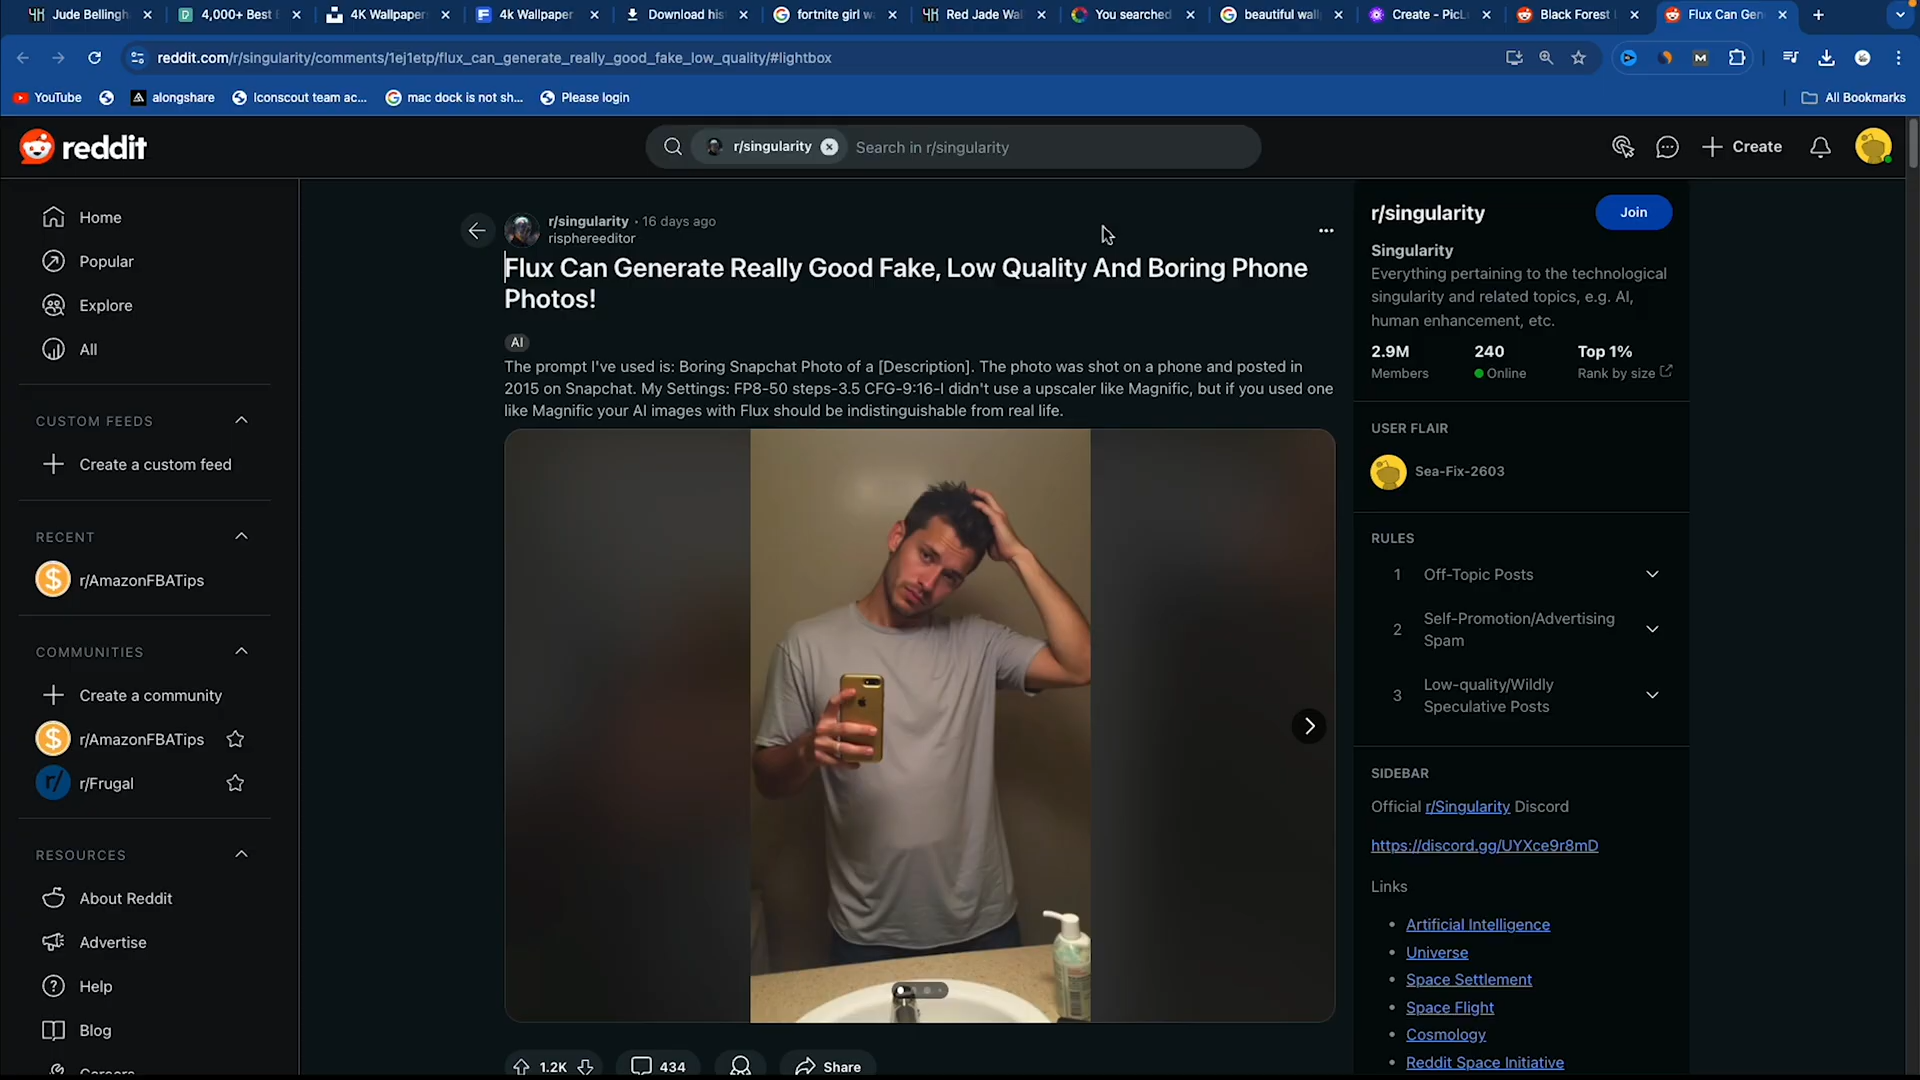 Jude Bellingh
4,000+ Best
4K Wallpaper
4k Wallpaper
Download his
fortnite girl w
Red Jade Wal
You searched
beautiful wall
Create - PicL
Black Forest L
Flux Can Gen
reddit.com/r/singularity/comments/1ej1etp/flux_can_generate_really_good_fake_low_quality/#lightbox
YouTube
alongshare
Iconscout team ac...
mac dock is not sh...
Please login
All Bookmarks
reddit
r/singularity
Search in r/singularity
Create
Home
Popular
Explore
All
CUSTOM FEEDS
Create a custom feed
RECENT
r/AmazonFBATips
COMMUNITIES
Create a community
r/AmazonFBATips
r/Frugal
RESOURCES
About Reddit
Advertise
Help
Blog
Careers
r/singularity • 16 days ago
risphereeditor
Flux Can Generate Really Good Fake, Low Quality And Boring Phone
Photos!
AI
The prompt I've used is: Boring Snapchat Photo of a [Description]. The photo was shot on a phone and posted in
2015 on Snapchat. My Settings: FP8-50 steps-3.5 CFG-9:16-I didn't use a upscaler like Magnific, but if you used one
like Magnific your AI images with Flux should be indistinguishable from real life.
1.2K
434
Share
r/singularity
Join
Singularity
Everything pertaining to the technological
singularity and related topics, e.g. AI,
human enhancement, etc.
2.9M 240 Top 1%
Members Online Rank by size
USER FLAIR
Sea-Fix-2603
RULES
1 Off-Topic Posts
2 Self-Promotion/Advertising
Spam
3 Low-quality/Wildly
Speculative Posts
SIDEBAR
Official r/Singularity Discord
https://discord.gg/UYXce9r8mD
Links
• Artificial Intelligence
• Universe
• Space Settlement
• Space Flight
• Cosmology
• Reddit Space Initiative